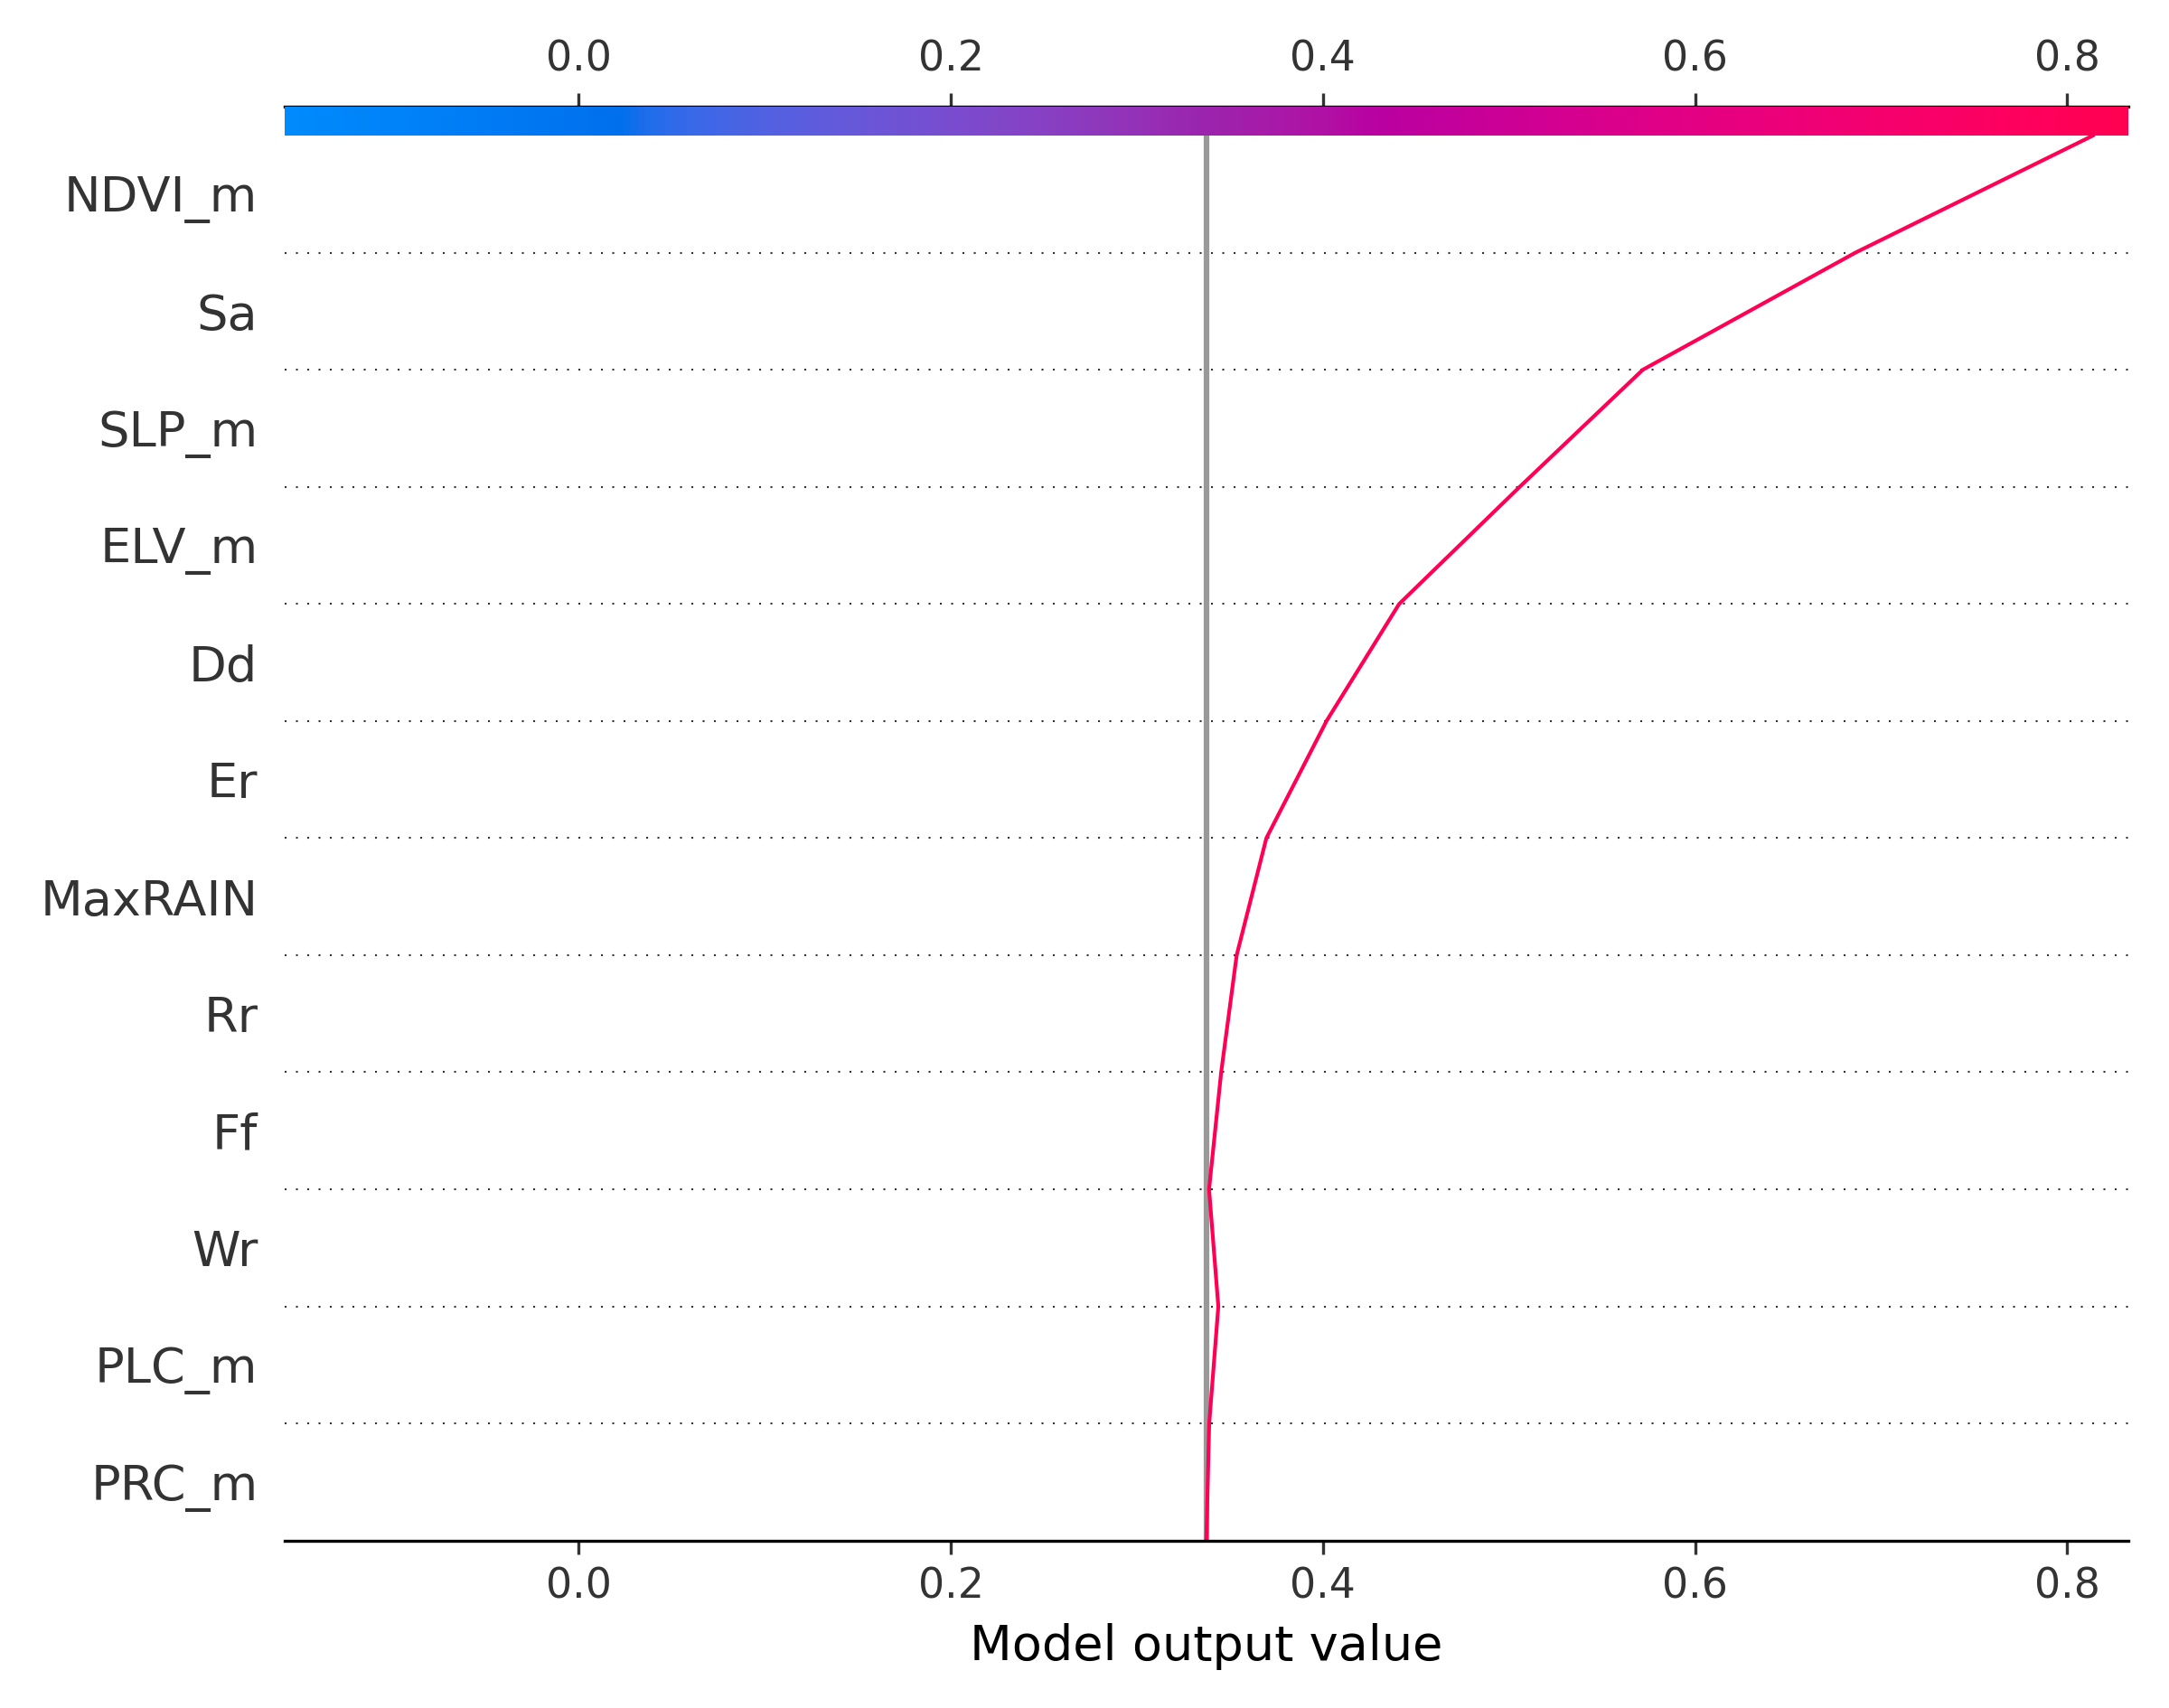 0.0 0.2 0.4 0.6 0.8
NDVI_m
Sa
SLP_m
ELV_m
Dd
Er
MaxRAIN
Rr
Ff
Wr
PLC_m
PRC_m
0.0 0.2 0.4 0.6 0.8
Model output value